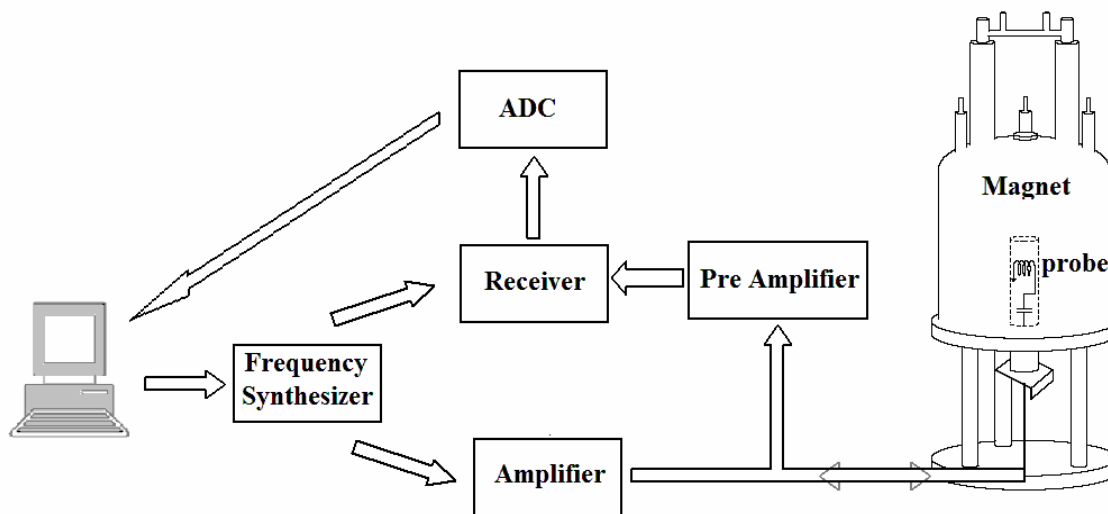 ADC
Magnet
probe
Receiver
Pre Amplifier
Frequency
Synthesizer
Amplifier